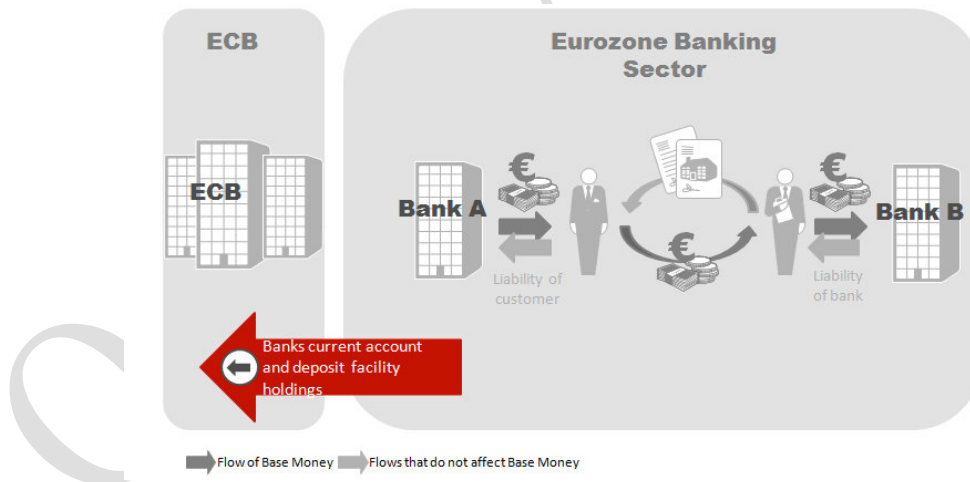 ECB
Eurozone Banking
Sector
ECB
Bank A
€
€
€
Bank B
Liability of
customer
Liability
of bank
Banks current account
and deposit facility
holdings
Flow of Base Money
Flows that do not affect Base Money